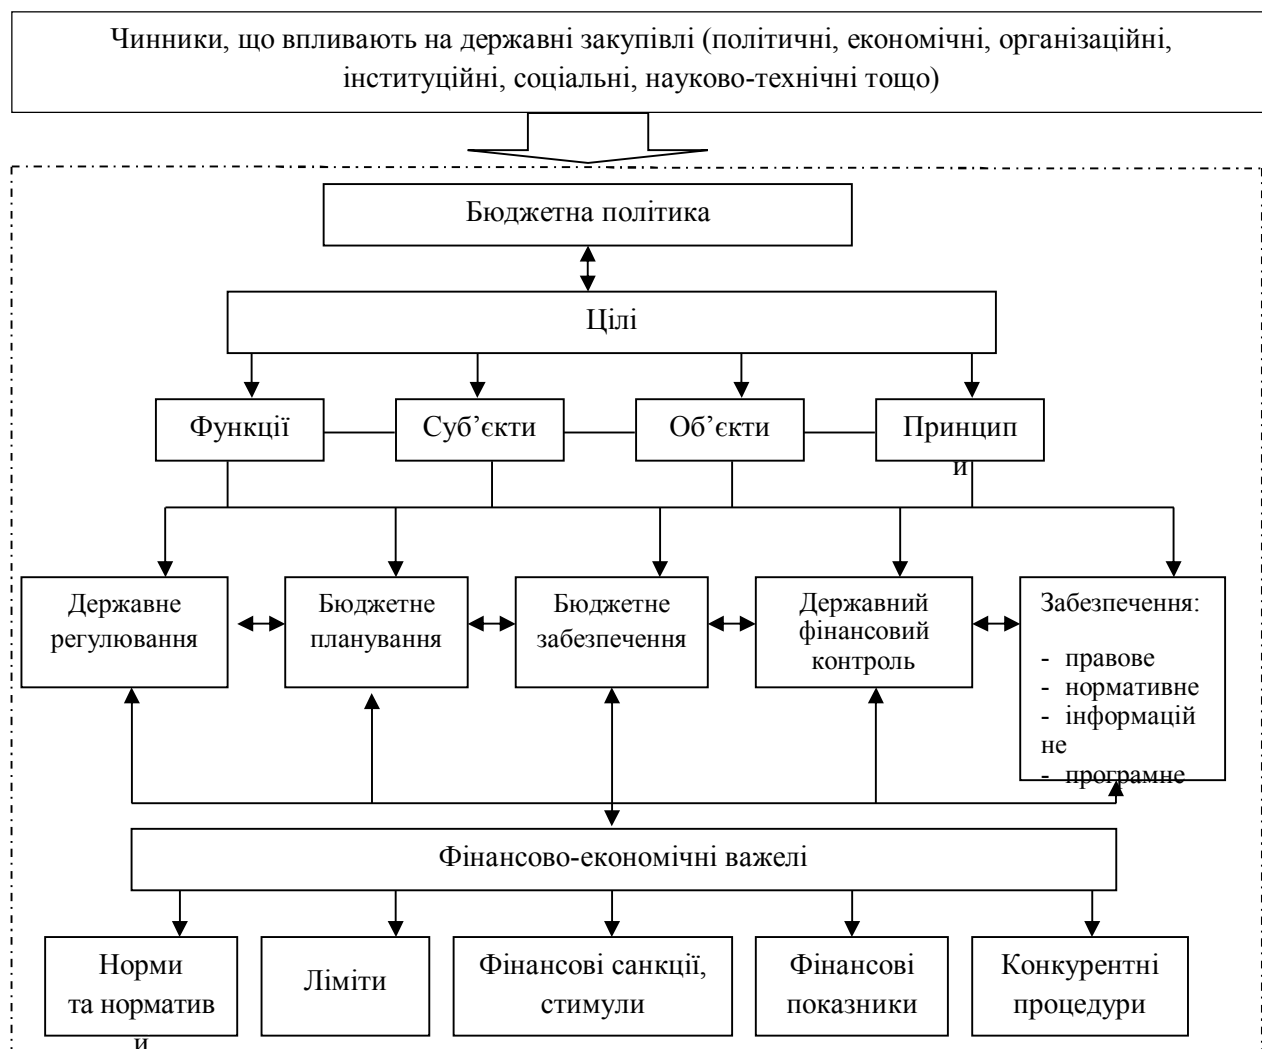 Чинники, що впливають на державні закупівлі (політичні, економічні, організаційні,
інституційні, соціальні, науково-технічні тощо)
Бюджетна політика
Цілі
Функції
Суб’єкти
Об’єкти
Принцип
и
Державне
регулювання
Бюджетне
планування
Бюджетне
забезпечення
Державний
фінансовий
контроль
Забезпечення:
- правове
- нормативне
- інформацій
не
- програмне
Фінансово-економічні важелі
Норми
та норматив
и
Ліміти
Фінансові санкції,
стимули
Фінансові
показники
Конкурентні
процедури